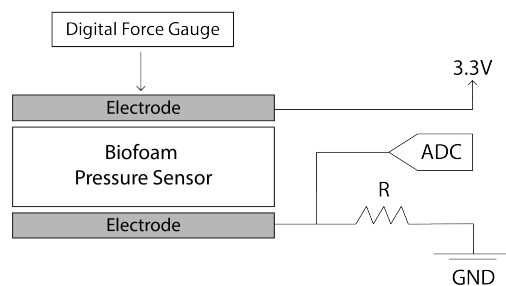 Digital Force Gauge
3.3V
Electrode
Biofoam
Pressure Sensor
ADC
R
Electrode
GND